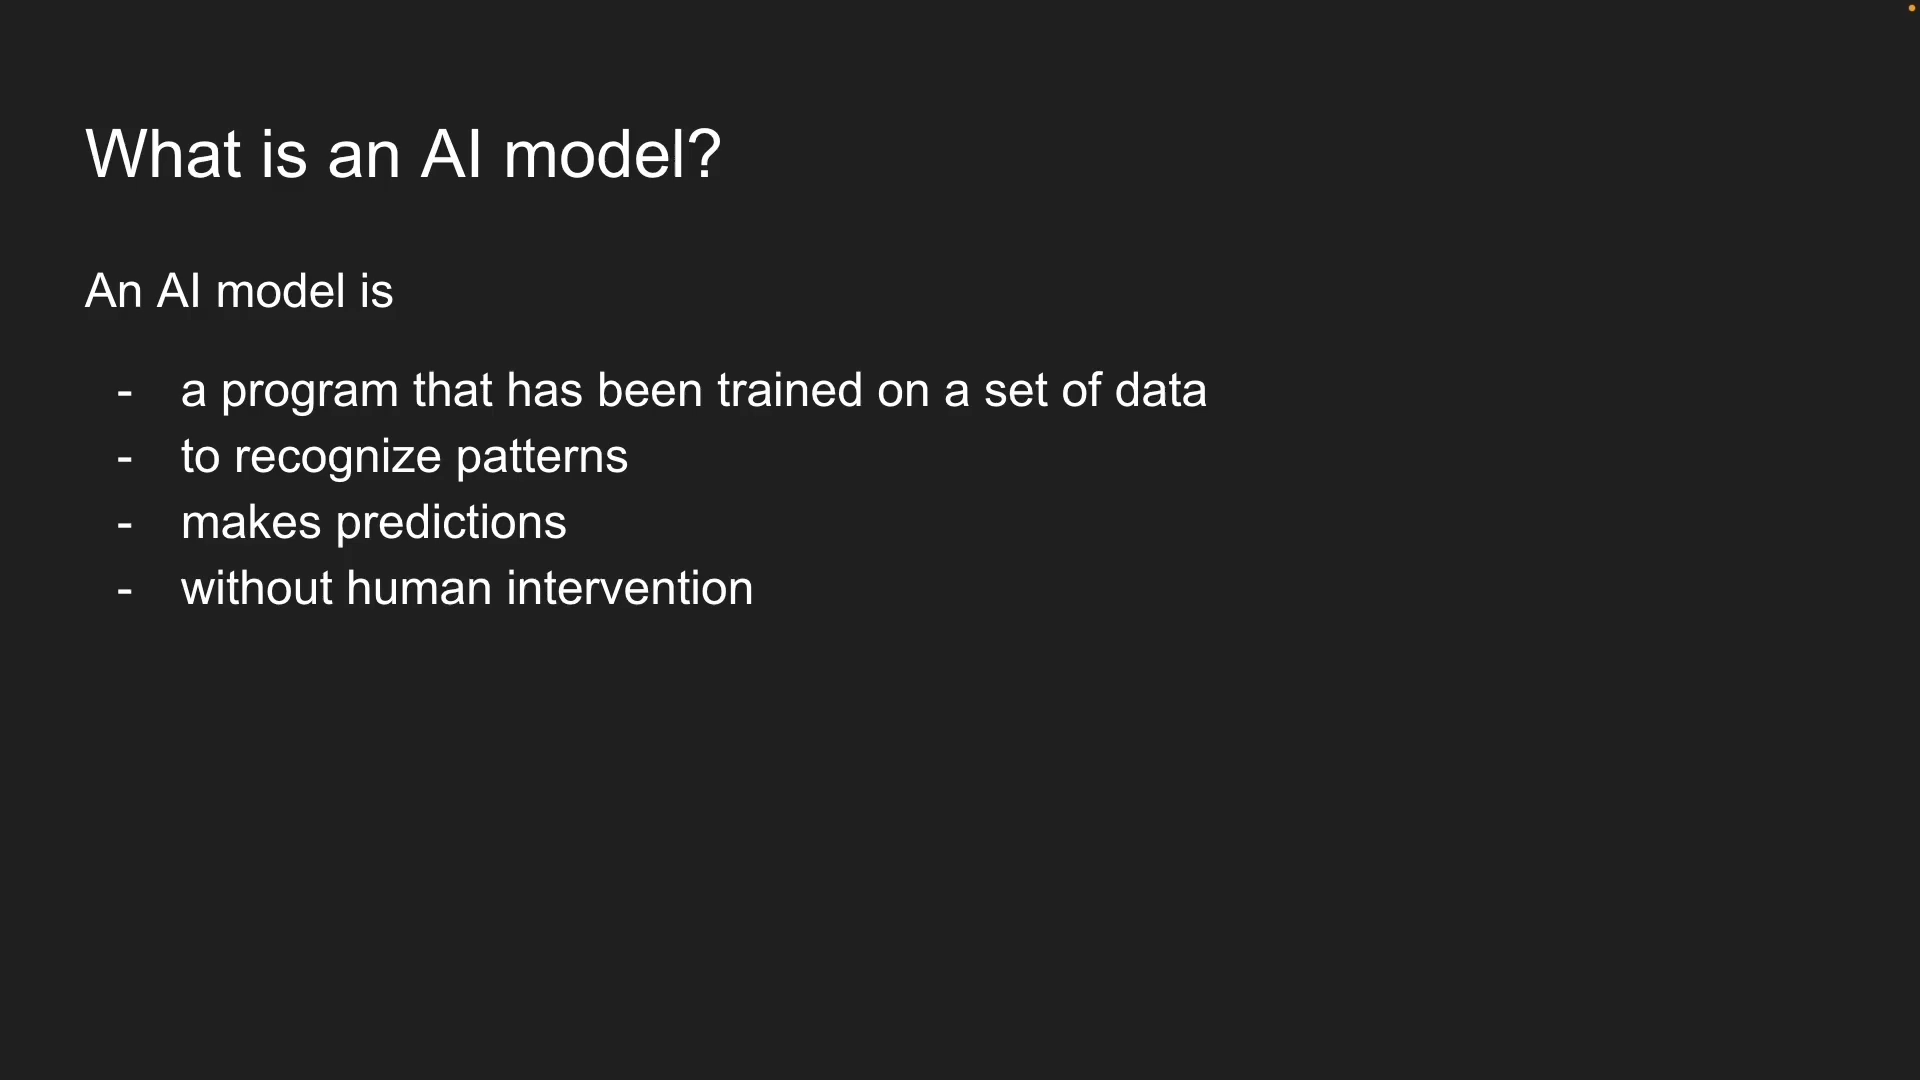 What is an AI model?
An AI model is
- a program that has been trained on a set of data
- to recognize patterns
- makes predictions
- without human intervention